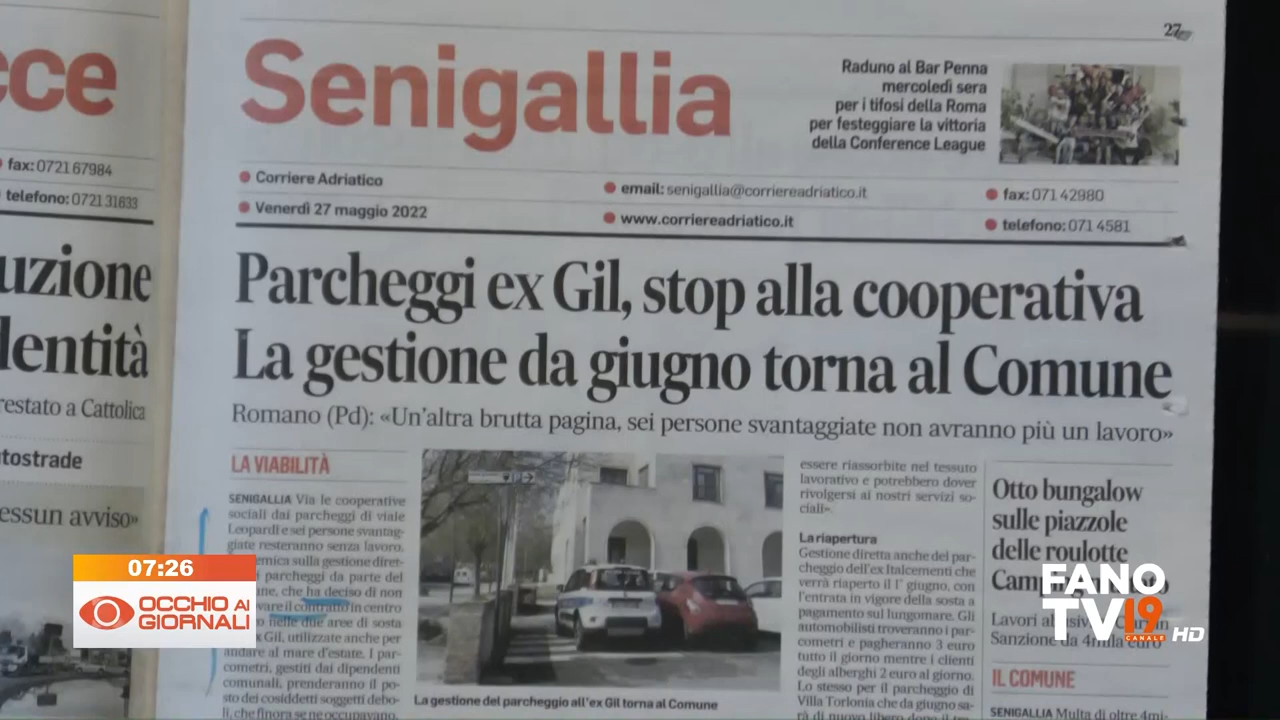 27
Senigallia
Raduno al Bar Penna
mercoledì sera
per i tifosi della Roma
per festeggiare la vittoria
della Conference League
Corriere Adriatico
Venerdì 27 maggio 2022
email: senigallia@corriereadriatico.it
www.corriereadriatico.it
fax: 071 42980
telefono: 071 4581
Parcheggi ex Gil, stop alla cooperativa
La gestione da giugno torna al Comune
Romano (Pd): «Un'altra brutta pagina, sei persone svantaggiate non avranno più un lavoro»
LA VIABILITÀ
SENIGALLIA Via le cooperative
sociali dai parcheggi di viale
Leopardi e sei persone svantag-
giate resteranno senza lavoro.
emica sulla gestione diret-
i parcheggi da parte del
ne, che ha deciso di non
vare il contratto in centro
o nelle due aree di sosta
x Gil, utilizzate anche per
andare al mare d'estate. I par-
cometri, gestiti dai dipendenti
comunali, prenderanno il po-
sto dei cosiddetti soggetti debo-
li, che finora se ne occupavano.
La gestione del parcheggio all'ex Gil torna al Comune
essere riassorbite nel tessuto
lavorativo e potrebbero dover
rivolgersi ai nostri servizi so-
ciali».
La riapertura
Gestione diretta anche del par-
cheggio dell'ex Italcementi che
verrà riaperto il 1° giugno, con
l'entrata in vigore della sosta a
pagamento sul lungomare. Gli
automobilisti troveranno i par-
cometri e pagheranno 3 euro
tutto il giorno mentre i clienti
degli alberghi 2 euro al giorno.
Lo stesso per il parcheggio di
Villa Torlonia che da giugno sa-
rà di nuovo libero dopo il
Otto bungalow
sulle piazzole
delle roulotte
Lavori
Sanzione da 4mila euro
IL COMUNE
SENIGALLIA Multa di oltre 4mi-
cce
fax: 0721 67984
telefono: 0721 31633
uzione
dentità
restato a Cattolica
tostrade
essun avviso»
07:26
OCCHIO AI
GIORNALI
FANO
TV19
CANALE
HD